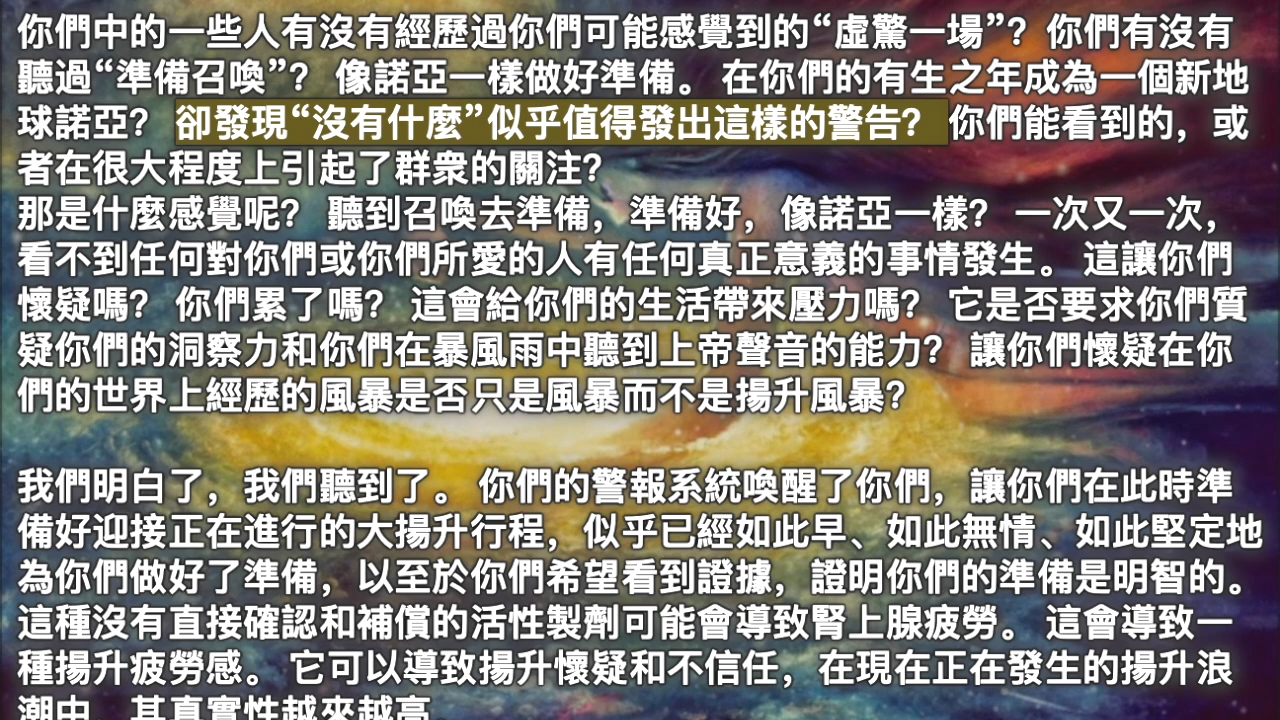 你們中的一些人有沒有經歷過你們可能感覺到的“虛驚一場”？你們有沒有
聽過“準備召喚”？ 像諾亞一樣做好準備。 在你們的有生之年成為一個新地
球諾亞？ 卻發現“沒有什麼”似乎值得發出這樣的警告？ 你們能看到的，或
者在很大程度上引起了群衆的關注？
那是什麼感覺呢？ 聽到召喚去準備，準備好，像諾亞一樣？ 一次又一次，
看不到任何對你們或你們所愛的人有任何真正意義的事情發生。 這讓你們
懷疑嗎？ 你們累了嗎？ 這會給你們的生活帶來壓力嗎？ 它是否要求你們質
疑你們的洞察力和你們在暴風雨中聽到上帝聲音的能力？ 讓你們懷疑在你
們的世界上經歷的風暴是否只是風暴而不是揚升風暴？
我們明白了，我們聽到了。 你們的警報系統喚醒了你們，讓你們在此時準
備好迎接正在進行的大揚升行程，似乎已經如此早、如此無情、如此堅定地
為你們做好了準備，以至於你們希望看到證據，證明你們的準備是明智的。
這種沒有直接確認和補償的活性製劑可能會導致腎上腺疲勞。 這會導致一
種揚升疲勞感。 它可以導致揚升懷疑和不信任，在現在正在發生的揚升浪
潮中，其真實性越來越高